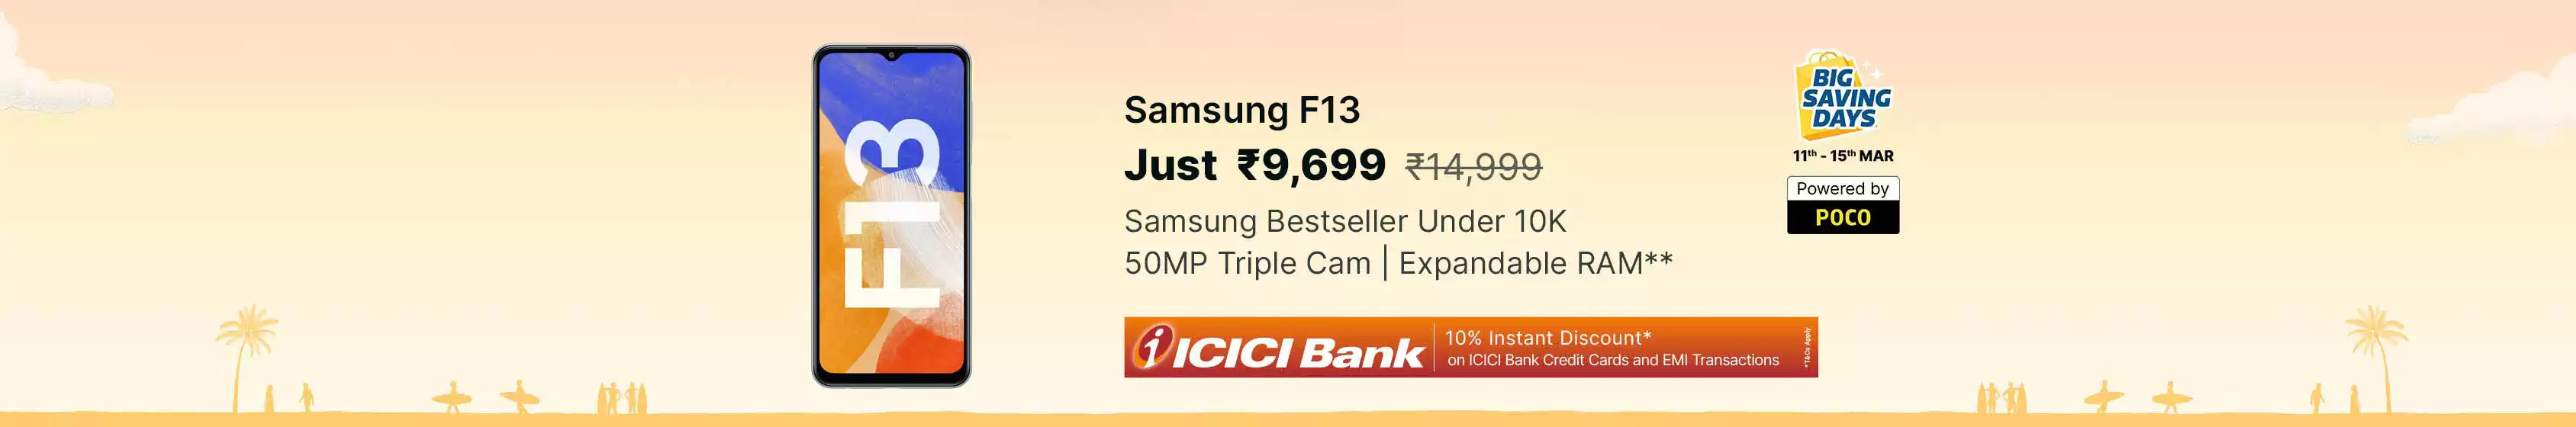 F13
Samsung F13
Just ₹9,699 ₹14,999
Samsung Bestseller Under 10K
50MP Triple Cam | Expandable RAM**
i ICICI Bank
10% Instant Discount*
on ICICI Bank Credit Cards and EMI Transactions
*T&Cs Apply
BIG
SAVING
DAYS
11th - 15th MAR
Powered by
POCO